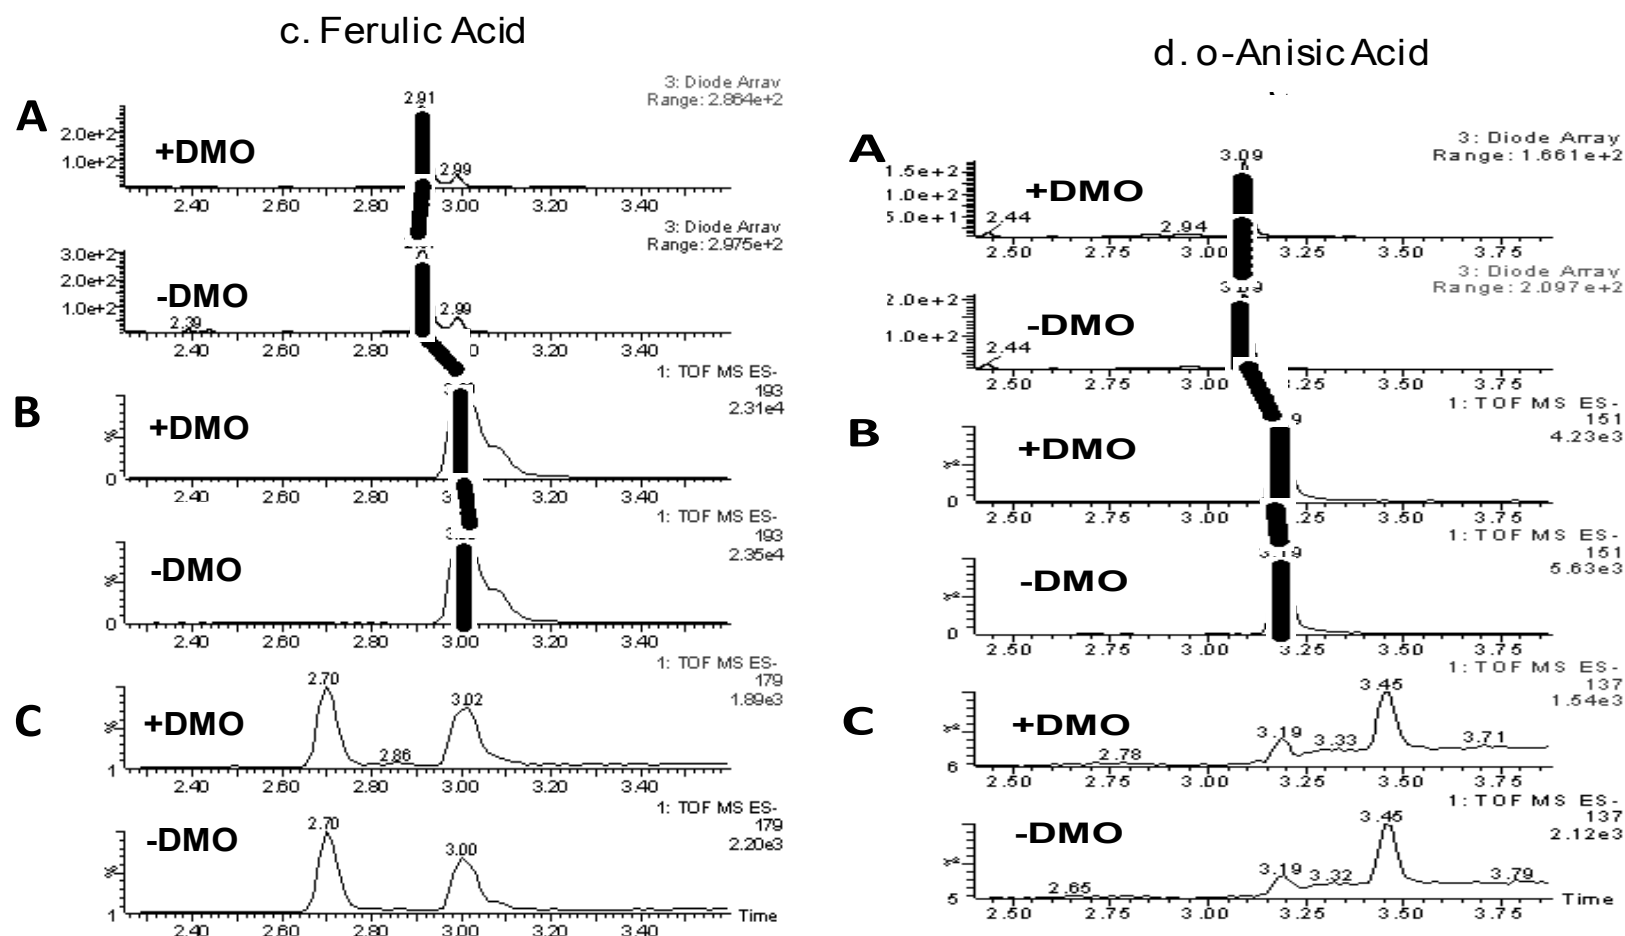 c. Ferulic Acid
3: Diode Array
Range: 2.864e+2
A
+DMO
2.0e+2
1.0e+2
2.91
2.99
2.40 2.60 2.80 3.00 3.20 3.40
3: Diode Array
Range: 2.975e+2
-DMO
3.0e+2
2.0e+2
1.0e+2
2.39
2.99
2.40 2.60 2.80 0 3.20 3.40
1: TOF MS ES-
193
2.31e4
B
+DMO
%
0
2.40 2.60 2.80 3. 3.20 3.40
1: TOF MS ES-
193
2.35e4
-DMO
%
0
2.40 2.60 2.80 3.00 3.20 3.40
1: TOF MS ES-
179
1.89e3
C
+DMO
2.70
2.86
3.02
%
1
2.40 2.60 2.80 3.00 3.20 3.40
1: TOF MS ES-
179
2.20e3
-DMO
2.70
3.00
%
1
Time
2.40 2.60 2.80 3.00 3.20 3.40
d. o-Anisic Acid
3: Diode Array
Range: 1.661e+2
A
+DMO
1.5e+2
1.0e+2
5.0e+1
2.44
2.94
3.09
2.50 2.75 3.00 3.25 3.50 3.75
3: Diode Array
Range: 2.097e+2
-DMO
2.0e+2
1.0e+2
2.44
3.09
2.50 2.75 3.00 3.25 3.50 3.75
1: TOF MS ES-
151
4.23e3
B
+DMO
9
%
0
2.50 2.75 3.00 .25 3.50 3.75
1: TOF MS ES-
151
5.63e3
-DMO
3.19
%
0
2.50 2.75 3.00 3.25 3.50 3.75
1: TOF MS ES-
137
1.54e3
C
+DMO
2.78
3.19
3.33
3.45
3.71
%
6
2.50 2.75 3.00 3.25 3.50 3.75
1: TOF MS ES-
137
2.12e3
-DMO
2.65
3.19
3.32
3.45
3.79
%
5
Time
2.50 2.75 3.00 3.25 3.50 3.75